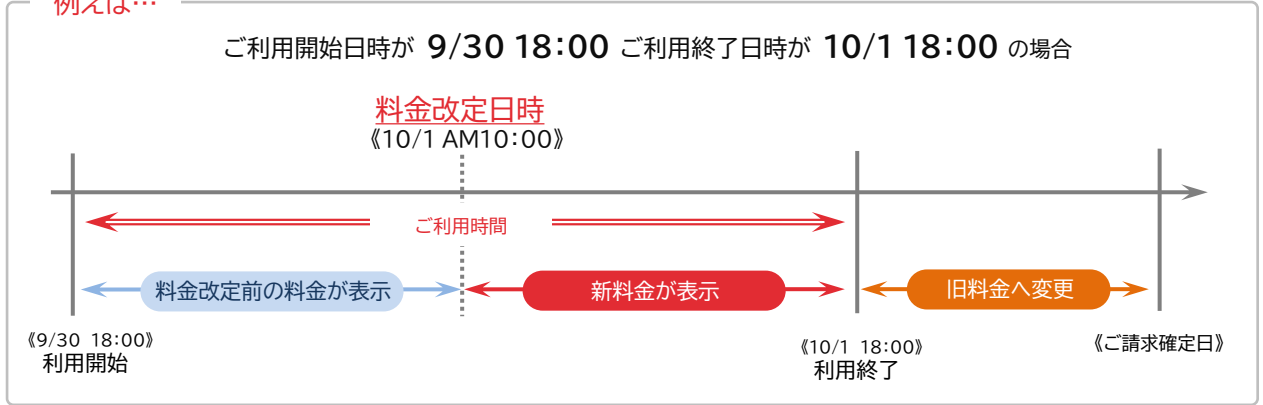 例えば…
ご利用開始日時が 9/30 18:00 ご利用終了日時が 10/1 18:00 の場合
料金改定日時
《10/1 AM10:00》
ご利用時間
料金改定前の料金が表示
新料金が表示
旧料金へ変更
《9/30 18:00》
利用開始
《10/1 18:00》
利用終了
《ご請求確定日》